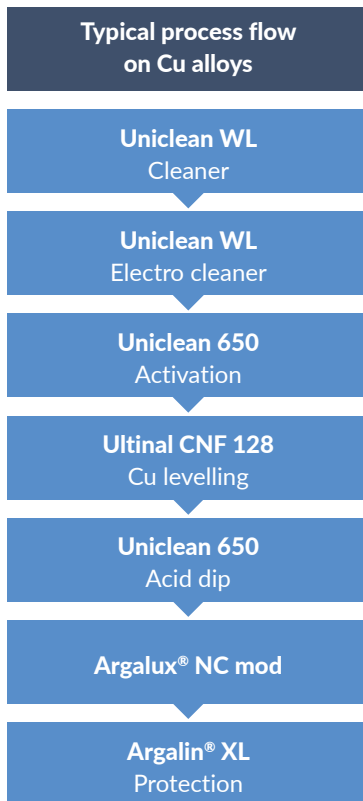 Typical process flow
on Cu alloys
Uniclean WL
Cleaner
Uniclean WL
Electro cleaner
Uniclean 650
Activation
Ultinal CNF 128
Cu levelling
Uniclean 650
Acid dip
Argalux® NC mod
Argalin® XL
Protection